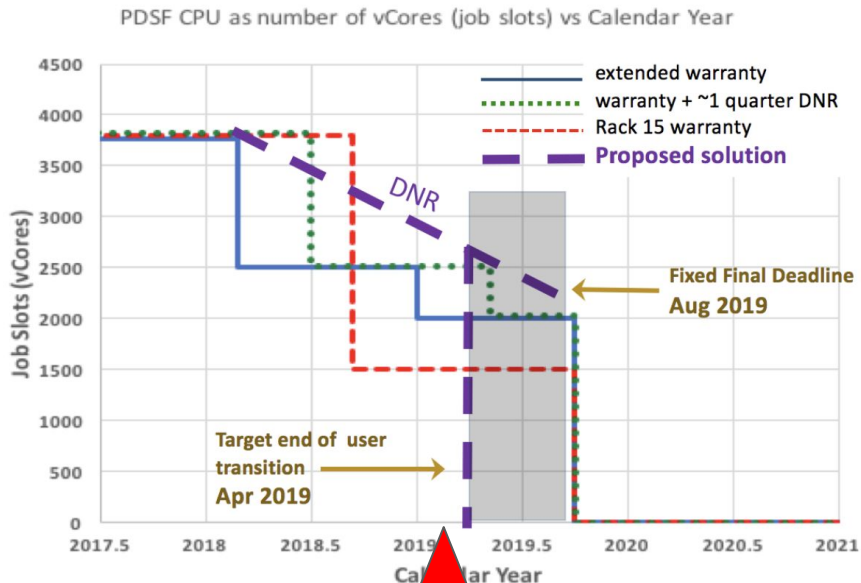 PDSF CPU as number of vCores (job slots) vs Calendar Year
4500
4000
3500
3000
2500
2000
1500
1000
500
0
Job Slots (vCores)
extended warranty
warranty + ~1 quarter DNR
Rack 15 warranty
Proposed solution
DNR
Fixed Final Deadline
Aug 2019
Target end of user
transition
Apr 2019
2017.5 2018 2018.5 2019 2019.5 2020 2020.5 2021
Year